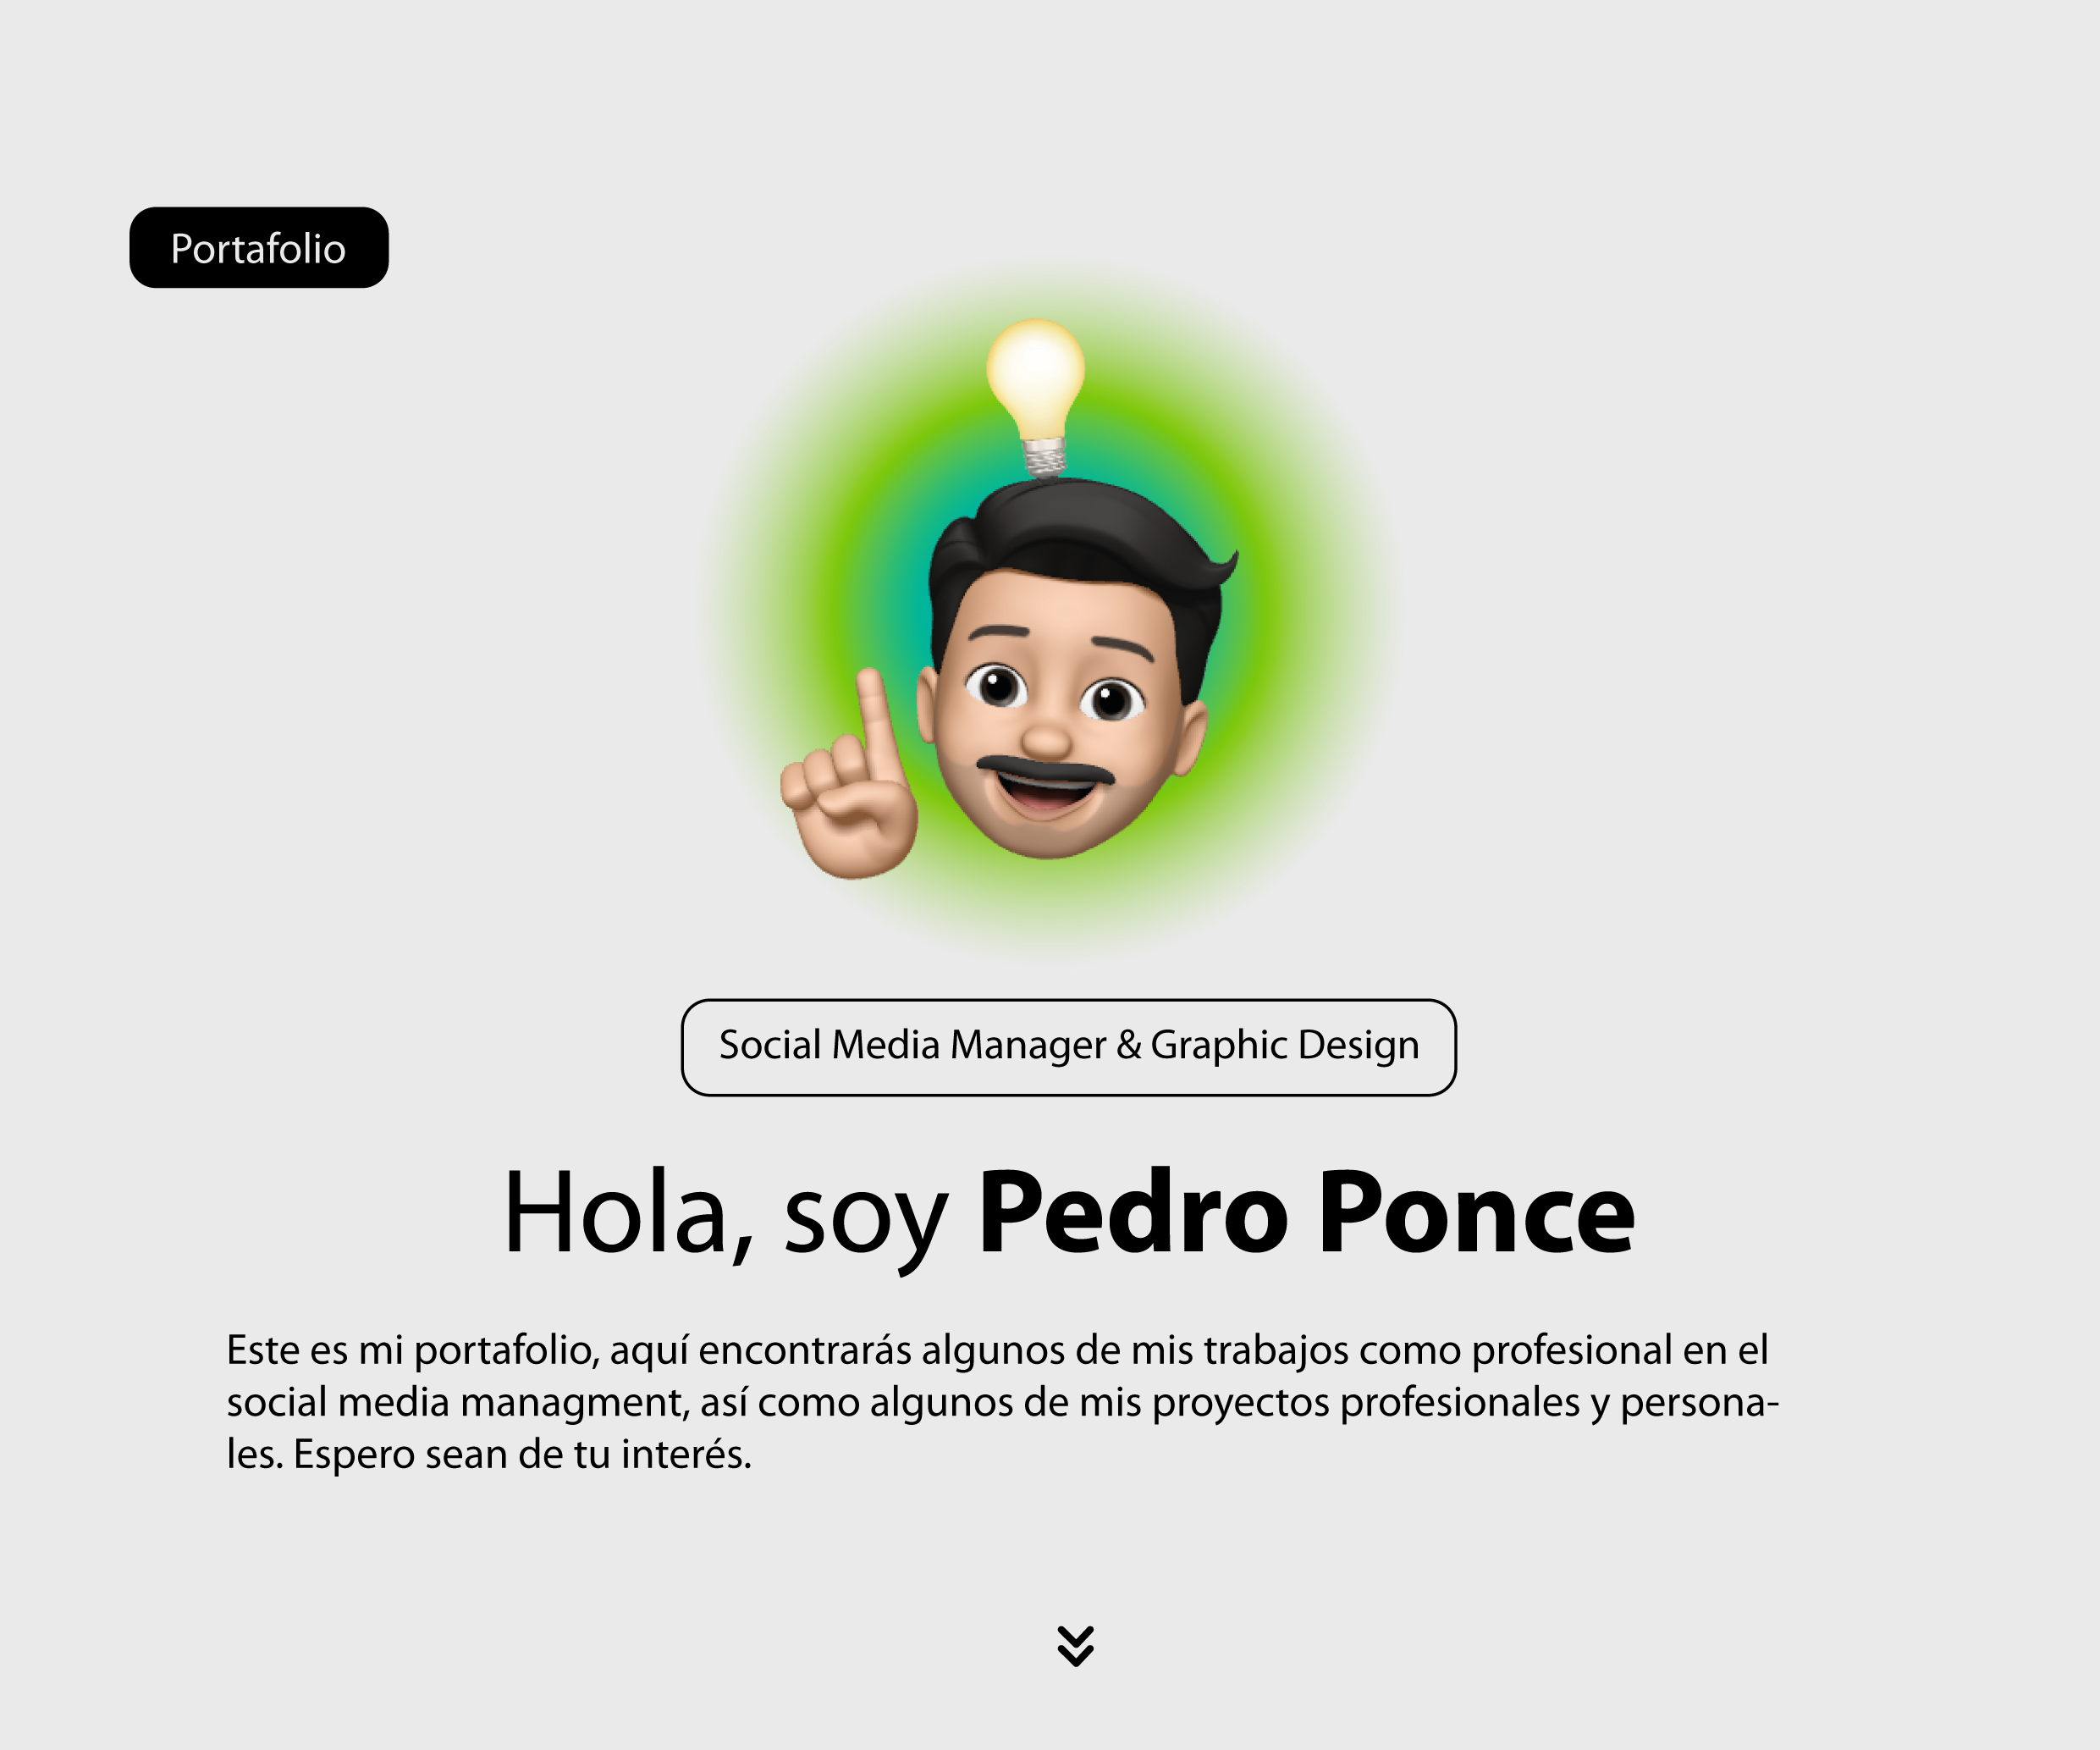 Portafolio
Social Media Manager & Graphic Design
Hola, soy Pedro Ponce
Este es mi portafolio, aquí encontrarás algunos de mis trabajos como profesional en el
social media managment, así como algunos de mis proyectos profesionales y persona-
les. Espero sean de tu interés.